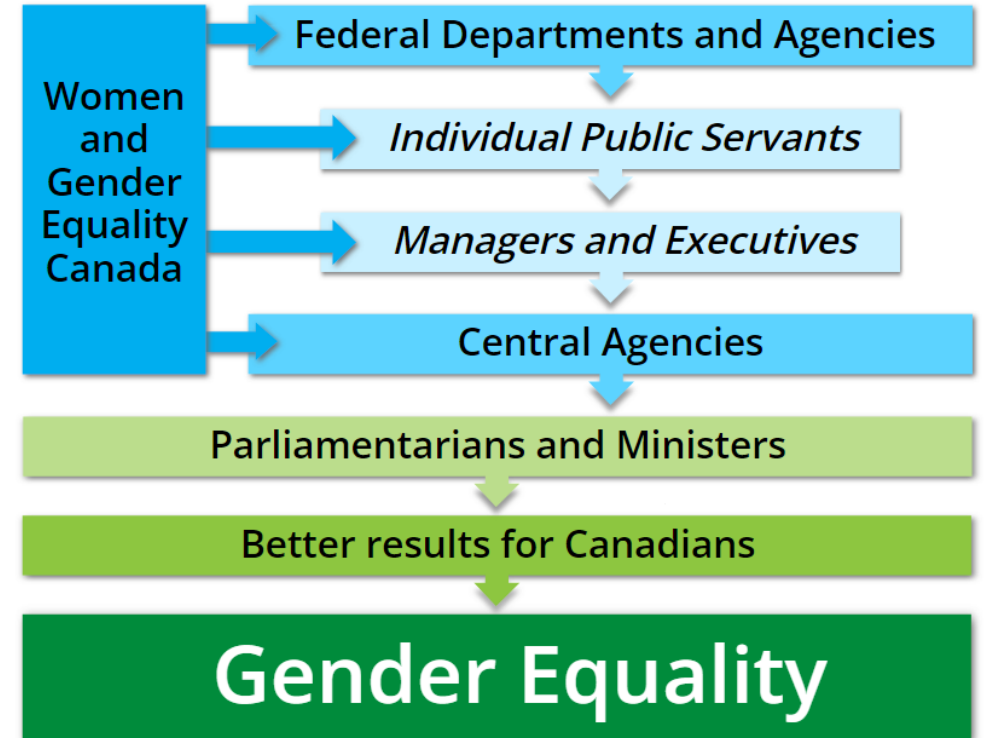 Women
and
Gender
Equality
Canada
Federal Departments and Agencies
Individual Public Servants
Managers and Executives
Central Agencies
Parliamentarians and Ministers
Better results for Canadians
Gender Equality